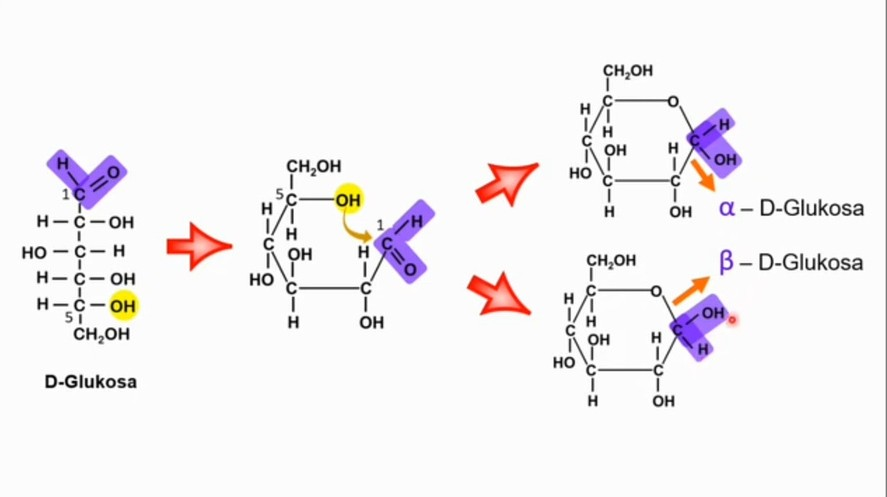 H O
1 C
H – C – OH
HO – C – H
H – C – OH
H – C – OH
5
CH₂OH
D-Glukosa
CH₂OH
5 C OH
H H 1 C H
C OH H O
HO C C
H OH
CH₂OH
C O
H H C H
C OH H OH
HO C C
H OH
α – D-Glukosa
β – D-Glukosa
CH₂OH
C O
H H C OH
C OH H H
HO C C
H OH